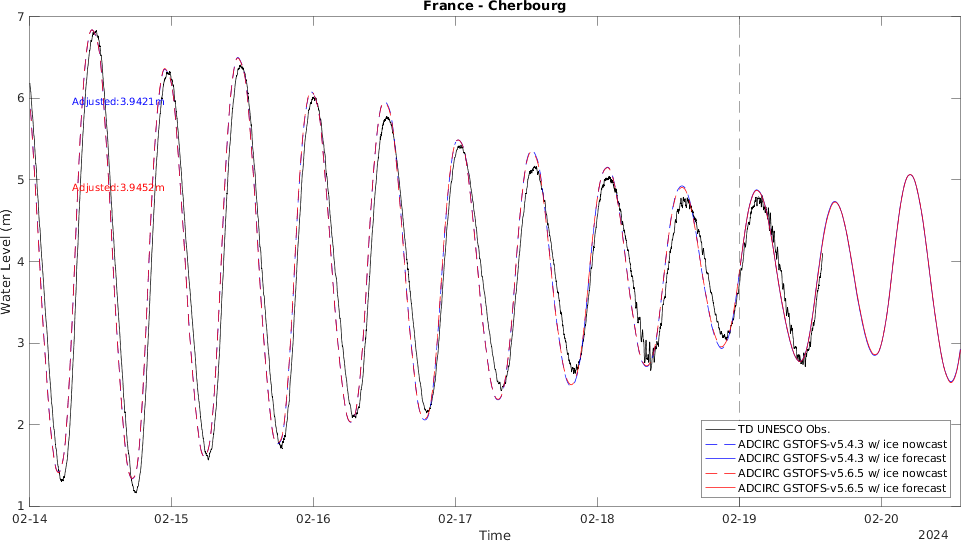 France - Cherbourg
7
6
5
4
3
2
1
Water Level (m)
Adjusted:3.9421m
Adjusted:3.9452m
TD UNESCO Obs.
ADCIRC GSTOFS-v5.4.3 w/ ice nowcast
ADCIRC GSTOFS-v5.4.3 w/ ice forecast
ADCIRC GSTOFS-v5.6.5 w/ ice nowcast
ADCIRC GSTOFS-v5.6.5 w/ ice forecast
02-14 02-15 02-16 02-17 02-18 02-19 02-20
Time
2024